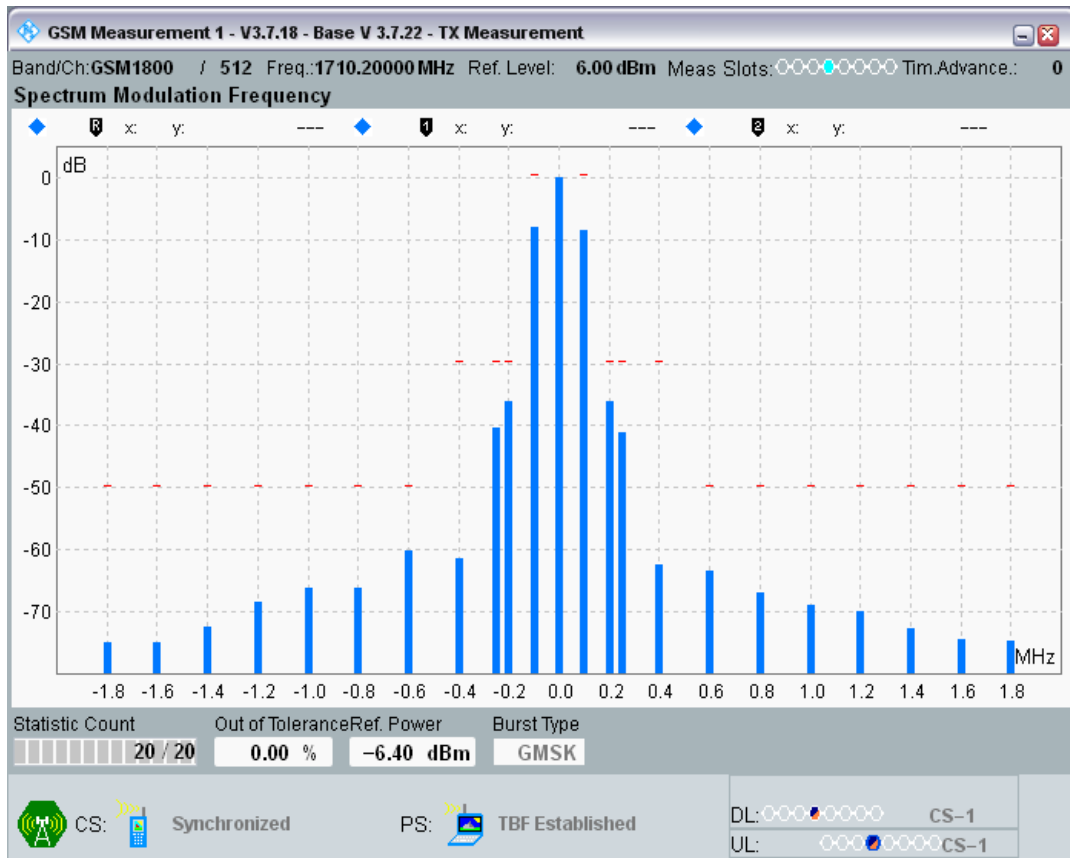 GSM Measurement 1 - V3.7.18 - Base V 3.7.22 - TX Measurement
Band/Ch:GSM1800 / 512 Freq.:1710.20000 MHz Ref. Level: 6.00 dBm Meas Slots: Tim.Advance.: 0
Spectrum Modulation Frequency
R x: y: --- 1 x: y: --- 2 x: y: ---
dB
0
-10
-20
-30
-40
-50
-60
-70
MHz
-1.8 -1.6 -1.4 -1.2 -1.0 -0.8 -0.6 -0.4 -0.2 0.0 0.2 0.4 0.6 0.8 1.0 1.2 1.4 1.6 1.8
Statistic Count Out of Tolerance Ref. Power Burst Type
20 / 20 0.00 % −6.40 dBm GMSK
CS: Synchronized PS: TBF Established
DL: CS−1
UL: CS−1